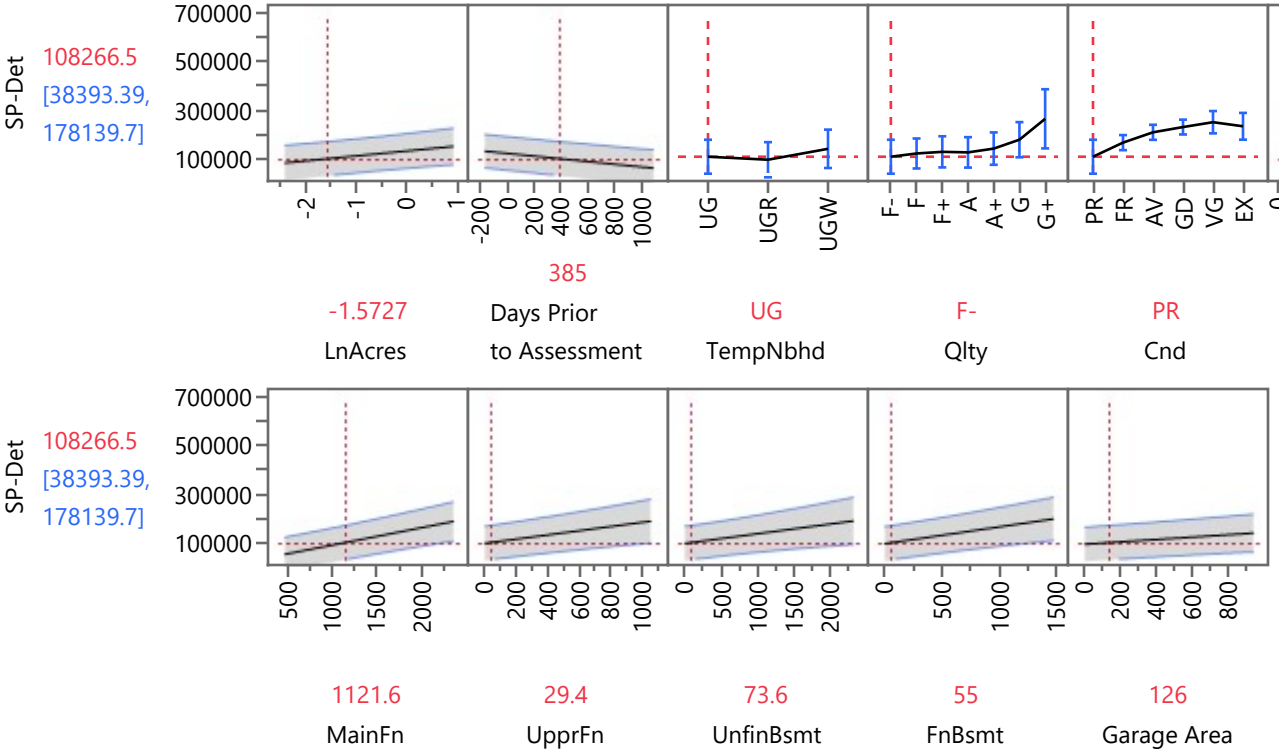 SP-Det
108266.5
[38393.39,
178139.7]
700000
500000
300000
100000
-2 -1 0 1
-200 0 200 400 600 800 1000
UG UGR UGW
F- F F+ A A+ G G+
PR FR AV GD VG EX
-1.5727
LnAcres
385
Days Prior
to Assessment
UG
TempNbhd
F-
Qlty
PR
Cnd
SP-Det
108266.5
[38393.39,
178139.7]
700000
500000
300000
100000
500 1000 1500 2000
0 200 400 600 800 1000
0 500 1000 1500 2000
0 500 1000 1500
0 200 400 600 800
1121.6
MainFn
29.4
UpprFn
73.6
UnfinBsmt
55
FnBsmt
126
Garage Area